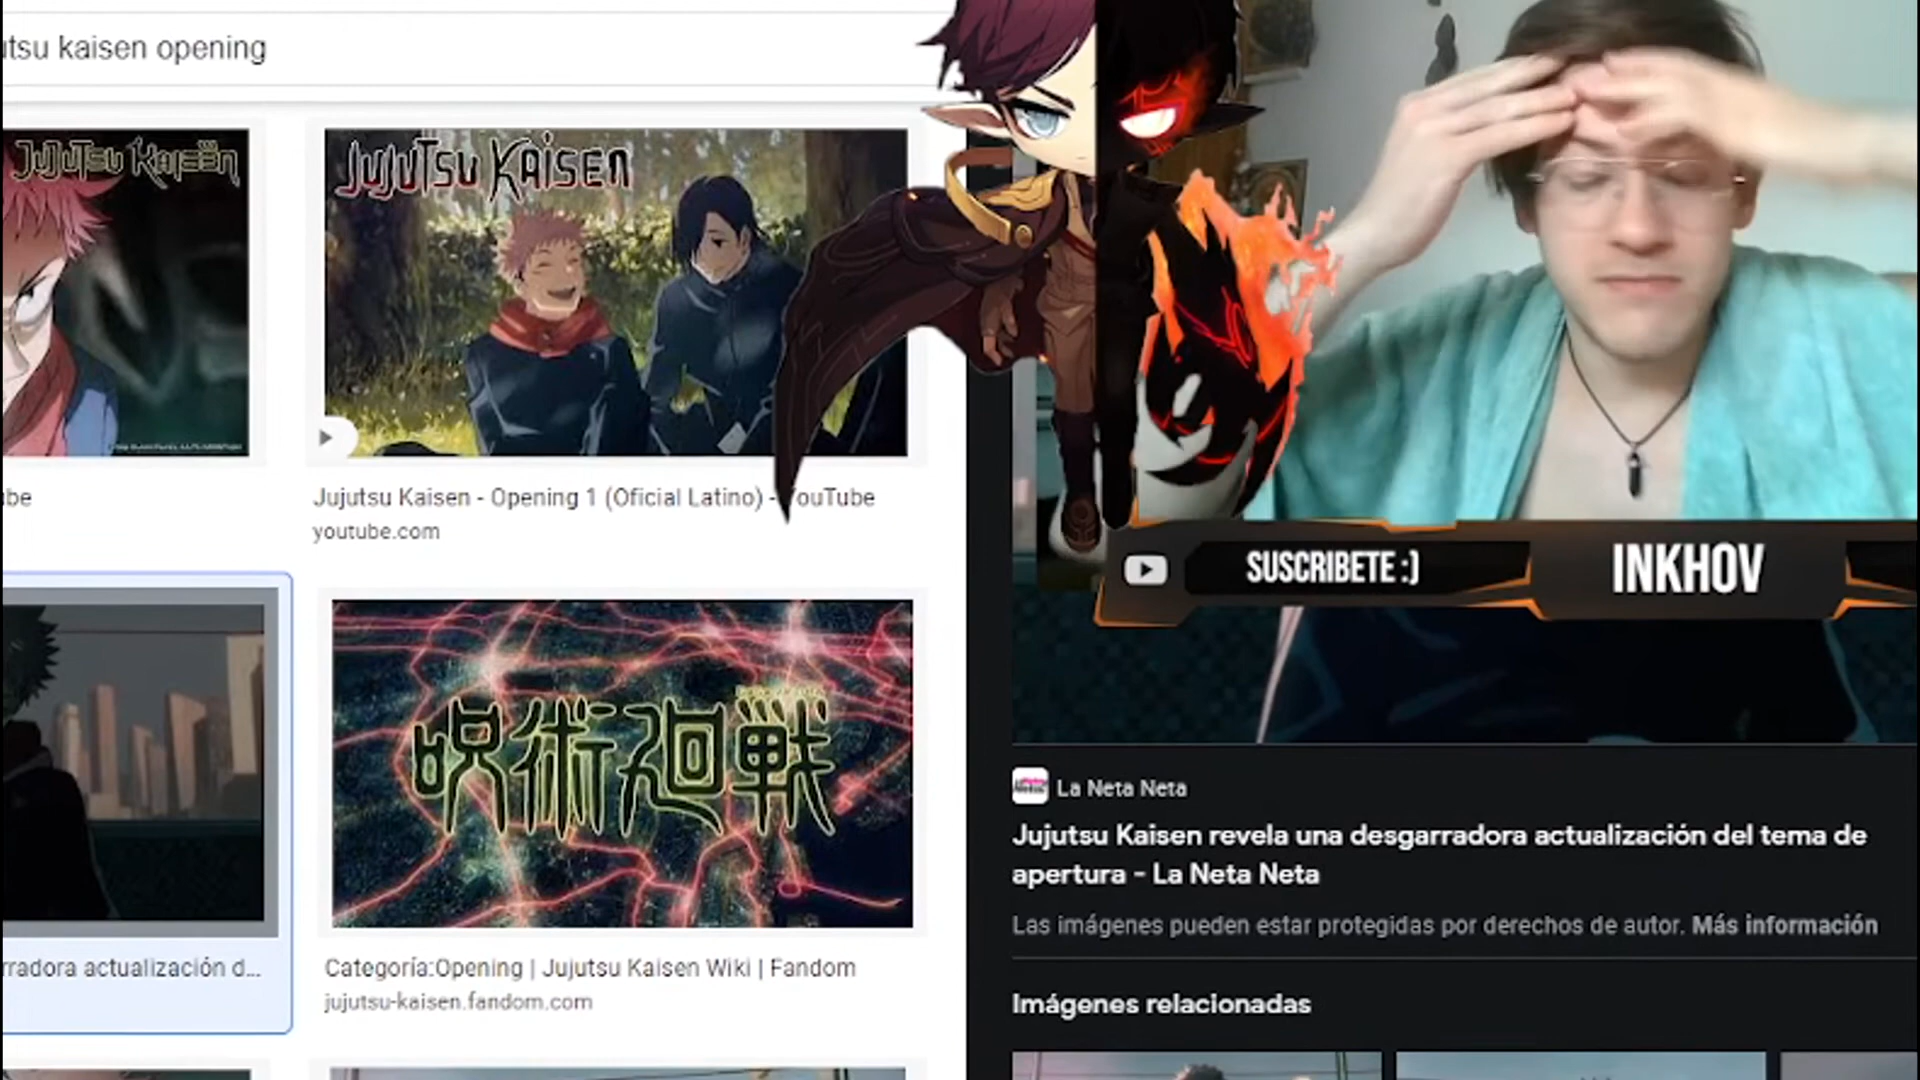 utsu kaisen opening
JUJUTSU KAISEN
JUJUTSU KAISEN
be
Jujutsu Kaisen - Opening 1 (Oficial Latino) - YouTube
youtube.com
SUSCRIBETE :)
INKHOV
呪術廻戦
La Neta Neta
Jujutsu Kaisen revela una desgarradora actualización del tema de
apertura - La Neta Neta
Las imágenes pueden estar protegidas por derechos de autor. Más información
rradora actualización d...
Categoría:Opening | Jujutsu Kaisen Wiki | Fandom
jujutsu-kaisen.fandom.com
Imágenes relacionadas